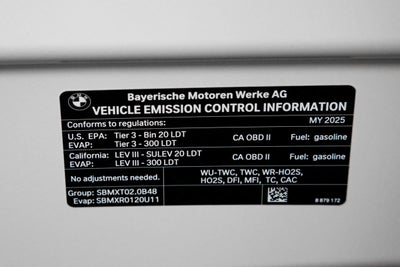 BMW
Bayerische Motoren Werke AG
VEHICLE EMISSION CONTROL INFORMATION
Conforms to regulations: MY 2025
U.S. EPA: Tier 3 - Bin 20 LDT CA OBD II Fuel: gasoline
EVAP: Tier 3 - 300 LDT
California: LEV III - SULEV 20 LDT CA OBD II Fuel: gasoline
EVAP: LEV III - 300 LDT
No adjustments needed. WU-TWC, TWC, WR-HO2S,
HO2S, DFI, MFI, TC, CAC
Group: SBMXT02.0B48
Evap: SBMXR0120U11 8 879 172